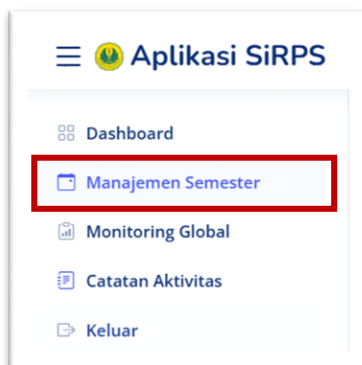 Aplikasi SiRPS
Dashboard
Manajemen Semester
Monitoring Global
Catatan Aktivitas
Keluar